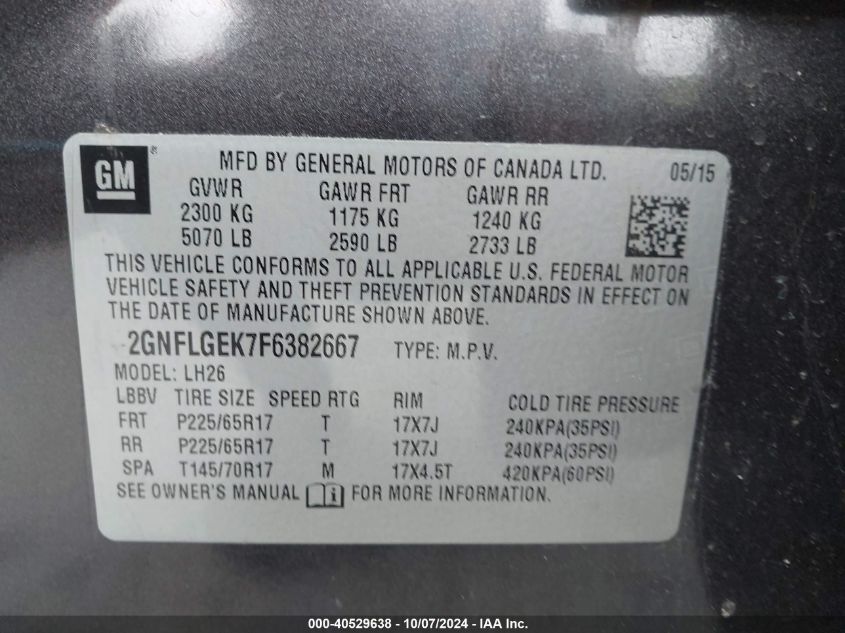 GM ®
MFD BY GENERAL MOTORS OF CANADA LTD. 05/15
GVWR GAWR FRT GAWR RR
2300 KG 1175 KG 1240 KG
5070 LB 2590 LB 2733 LB
THIS VEHICLE CONFORMS TO ALL APPLICABLE U.S. FEDERAL MOTOR
VEHICLE SAFETY AND THEFT PREVENTION STANDARDS IN EFFECT ON
THE DATE OF MANUFACTURE SHOWN ABOVE.
2GNFLGEK7F6382667 TYPE: M.P.V.
MODEL: LH26
LBBV TIRE SIZE SPEED RTG RIM COLD TIRE PRESSURE
FRT P225/65R17 T 17X7J 240KPA(35PSI)
RR P225/65R17 T 17X7J 240KPA(35PSI)
SPA T145/70R17 M 17X4.5T 420KPA(60PSI)
SEE OWNER'S MANUAL FOR MORE INFORMATION.
000-40529638 - 10/07/2024 - IAA Inc.